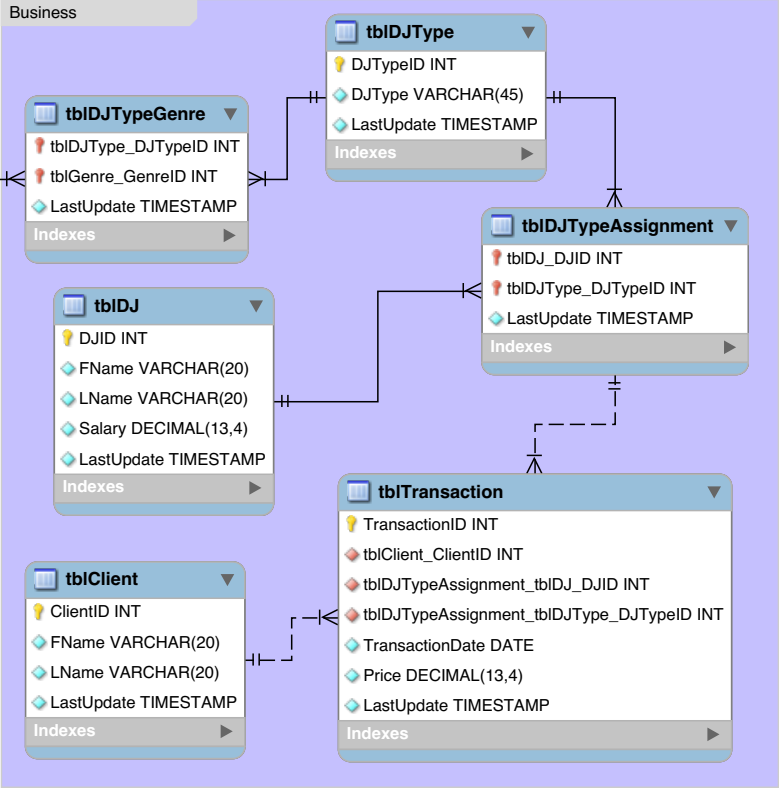 Business
tblDJType
DJTypeID INT
DJType VARCHAR(45)
LastUpdate TIMESTAMP
Indexes
tblDJTypeGenre
tblDJType_DJTypeID INT
tblGenre_GenreID INT
LastUpdate TIMESTAMP
Indexes
tblDJTypeAssignment
tblDJ_DJID INT
tblDJType_DJTypeID INT
LastUpdate TIMESTAMP
Indexes
tblDJ
DJID INT
FName VARCHAR(20)
LName VARCHAR(20)
Salary DECIMAL(13,4)
LastUpdate TIMESTAMP
Indexes
tblTransaction
TransactionID INT
tblClient_ClientID INT
tblDJTypeAssignment_tblDJ_DJID INT
tblDJTypeAssignment_tblDJType_DJTypeID INT
TransactionDate DATE
Price DECIMAL(13,4)
LastUpdate TIMESTAMP
Indexes
tblClient
ClientID INT
FName VARCHAR(20)
LName VARCHAR(20)
LastUpdate TIMESTAMP
Indexes